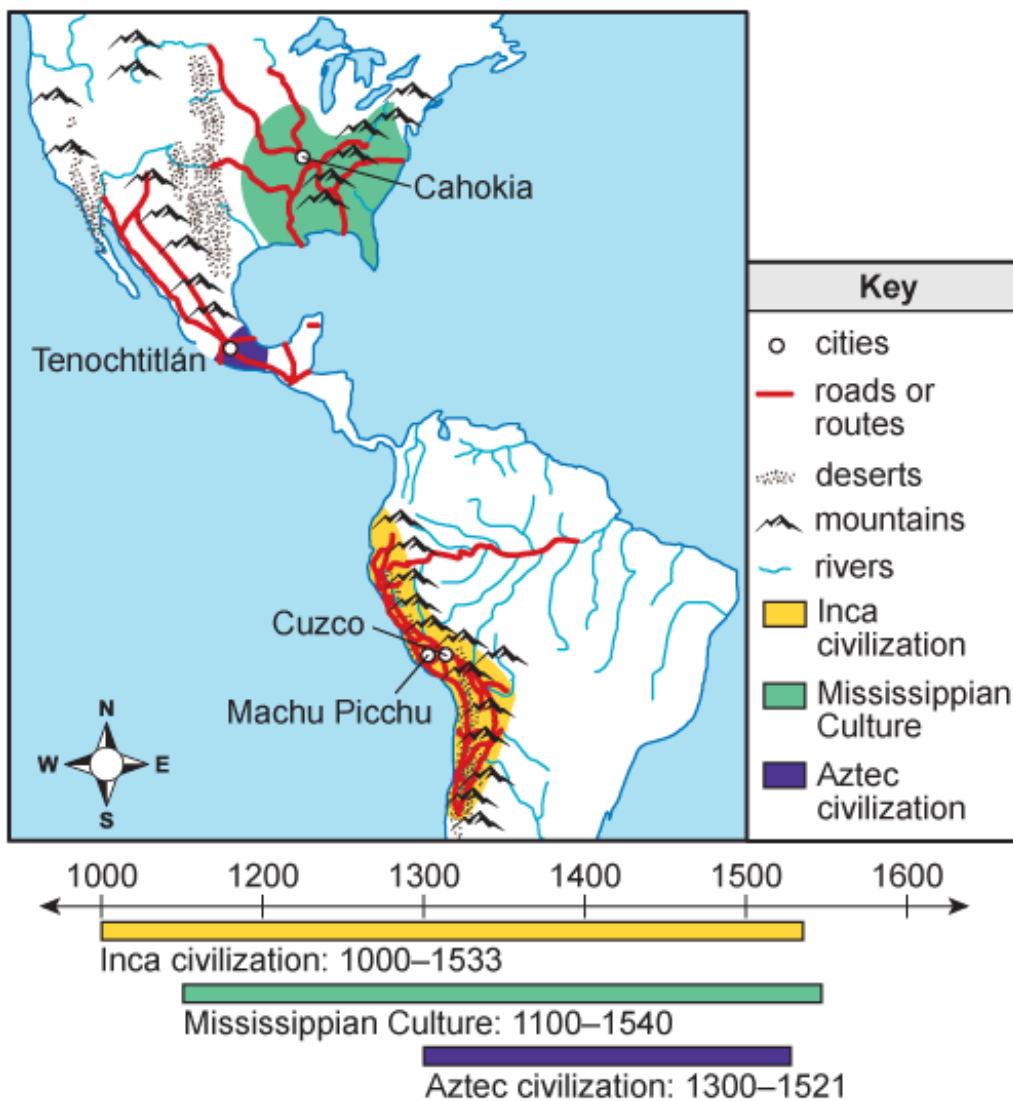 Cahokia
Tenochtitlán
Cuzco
Machu Picchu
N
W
E
S
Key
cities
roads or
routes
deserts
mountains
rivers
Inca
civilization
Mississippian
Culture
Aztec
civilization
1000 1200 1300 1400 1500 1600
Inca civilization: 1000–1533
Mississippian Culture: 1100–1540
Aztec civilization: 1300–1521